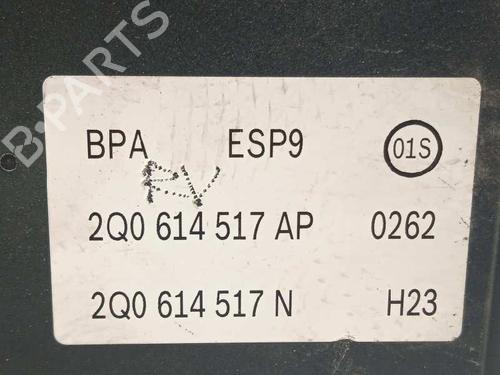 B-PARTS
BPA ESP9 01S
RV
2Q0 614 517 AP 0262
2Q0 614 517 N H23